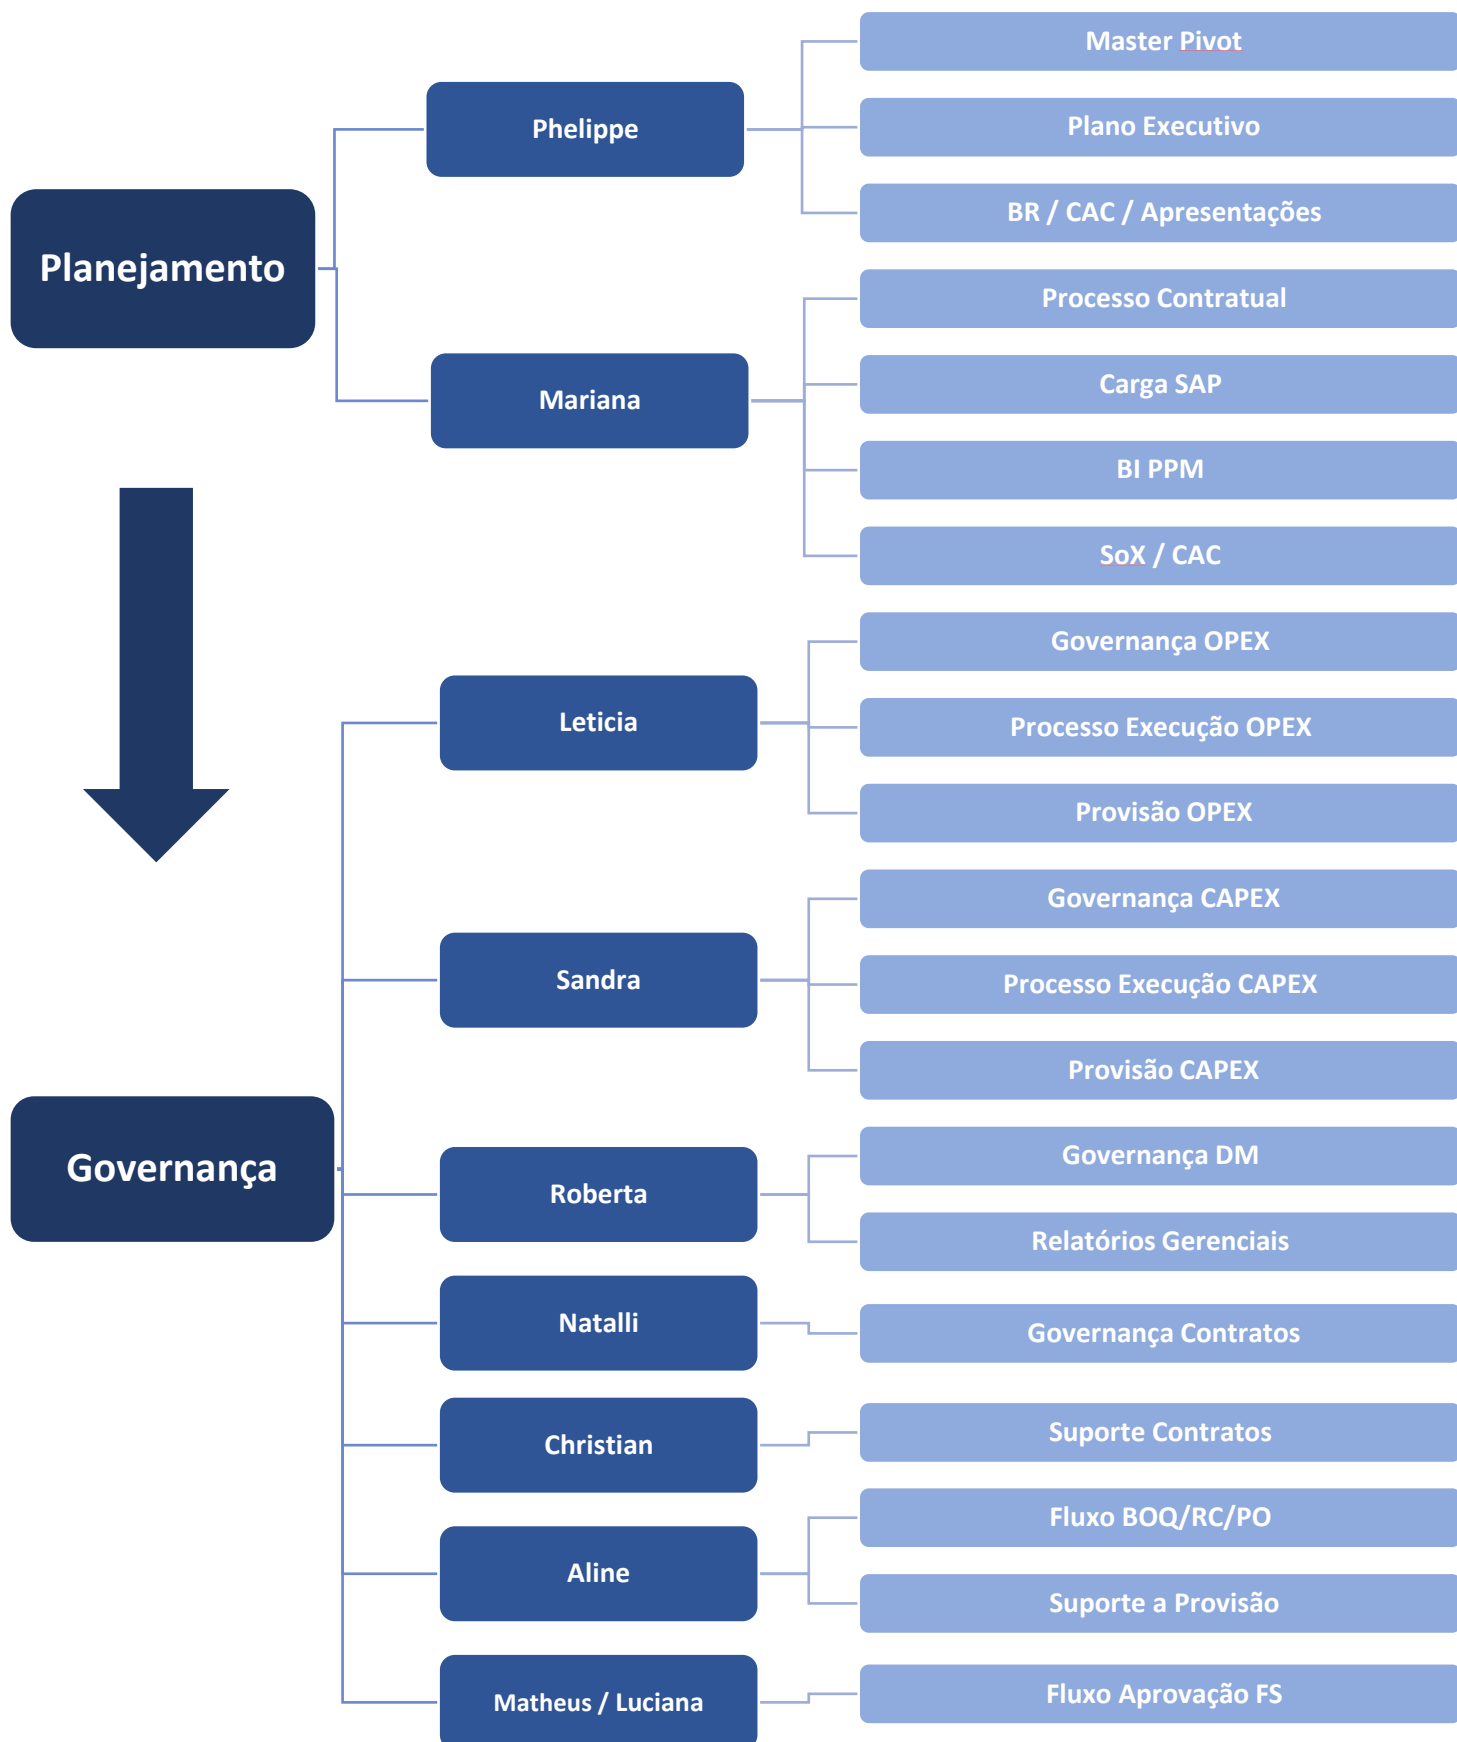 Planejamento
Phelippe
Master Pivot
Plano Executivo
BR / CAC / Apresentações
Mariana
Processo Contratual
Carga SAP
BI PPM
SoX / CAC
Governança
Leticia
Governança OPEX
Processo Execução OPEX
Provisão OPEX
Sandra
Governança CAPEX
Processo Execução CAPEX
Provisão CAPEX
Roberta
Governança DM
Relatórios Gerenciais
Natalli
Governança Contratos
Christian
Suporte Contratos
Aline
Fluxo BOQ/RC/PO
Suporte a Provisão
Matheus / Luciana
Fluxo Aprovação FS